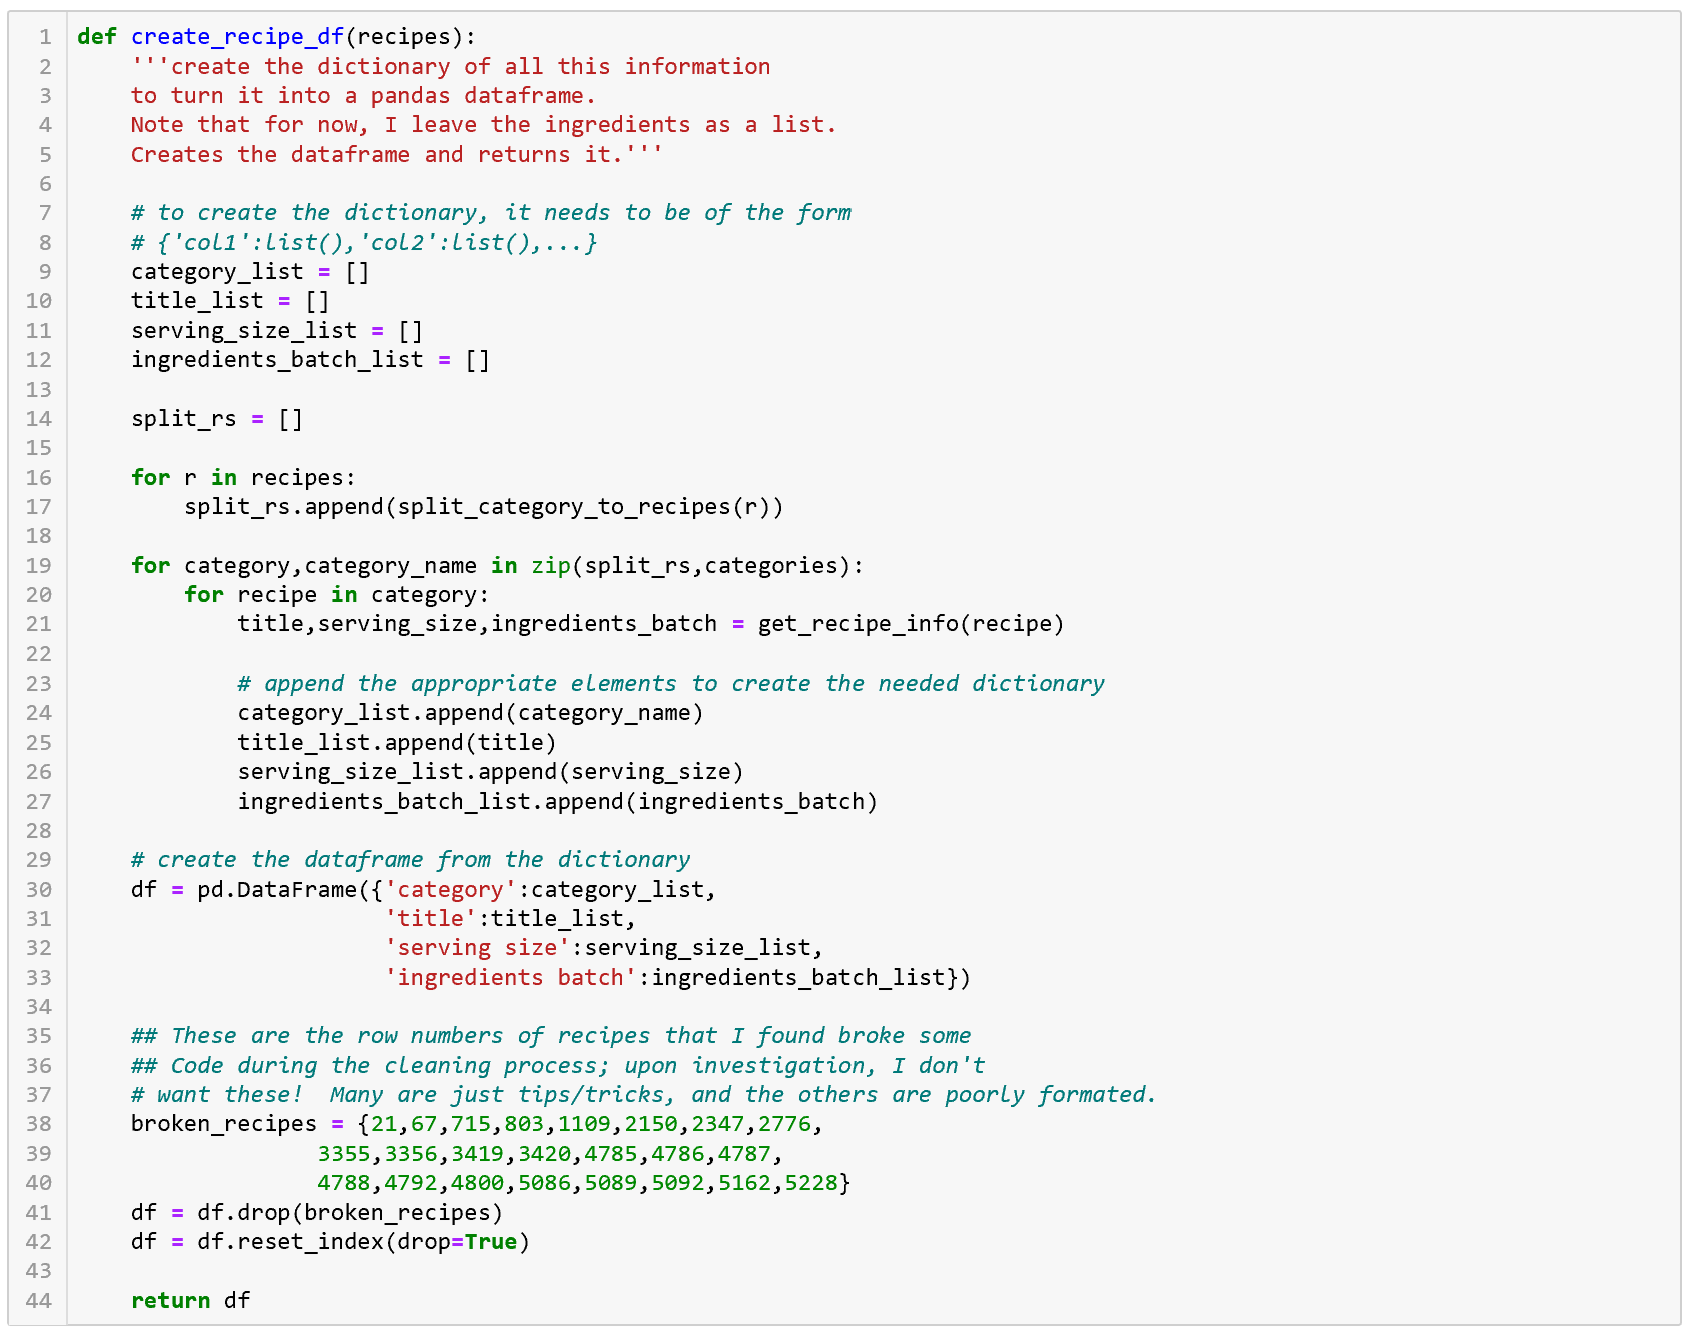 1 def create_recipe_df(recipes):
2     '''create the dictionary of all this information
3     to turn it into a pandas dataframe.
4     Note that for now, I leave the ingredients as a list.
5     Creates the dataframe and returns it.'''
6
7     # to create the dictionary, it needs to be of the form
8     # {'col1':list(),'col2':list(),...}
9     category_list = []
10     title_list = []
11     serving_size_list = []
12     ingredients_batch_list = []
13
14     split_rs = []
15
16     for r in recipes:
17         split_rs.append(split_category_to_recipes(r))
18
19     for category,category_name in zip(split_rs,categories):
20         for recipe in category:
21             title,serving_size,ingredients_batch = get_recipe_info(recipe)
22
23             # append the appropriate elements to create the needed dictionary
24             category_list.append(category_name)
25             title_list.append(title)
26             serving_size_list.append(serving_size)
27             ingredients_batch_list.append(ingredients_batch)
28
29     # create the dataframe from the dictionary
30     df = pd.DataFrame({'category':category_list,
31                        'title':title_list,
32                        'serving size':serving_size_list,
33                        'ingredients batch':ingredients_batch_list})
34
35     ## These are the row numbers of recipes that I found broke some
36     ## Code during the cleaning process; upon investigation, I don't
37     # want these!  Many are just tips/tricks, and the others are poorly formated.
38     broken_recipes = {21,67,715,803,1109,2150,2347,2776,
39                   3355,3356,3419,3420,4785,4786,4787,
40                   4788,4792,4800,5086,5089,5092,5162,5228}
41     df = df.drop(broken_recipes)
42     df = df.reset_index(drop=True)
43
44     return df